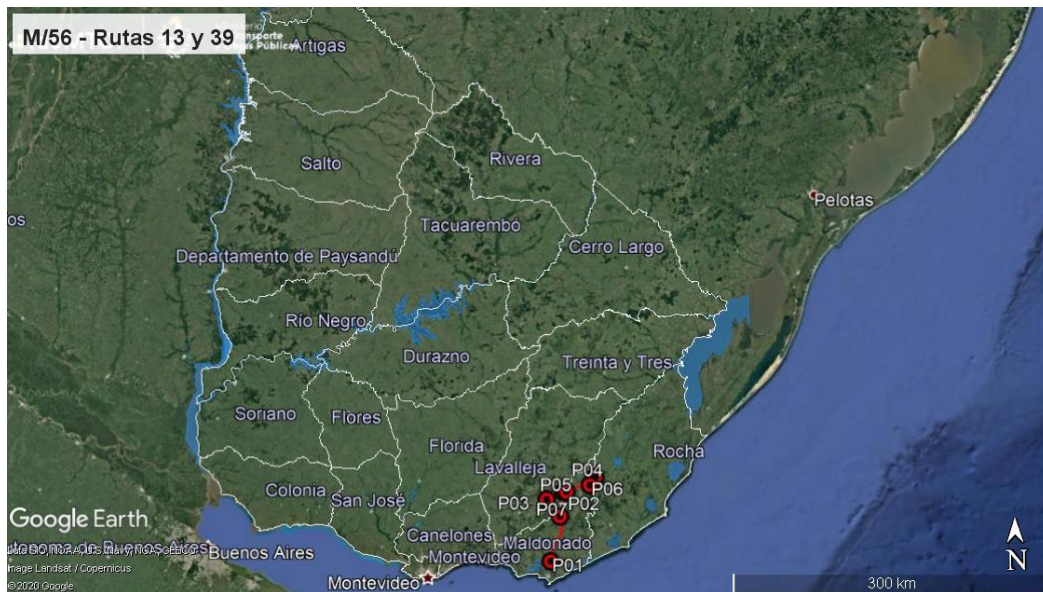 M/56 - Rutas 13 y 39
Artigas
Salto
Rivera
Pelotas
Tacuarembó
Cerro Largo
Departamento de Paysandú
Río Negro
Durazno
Treinta y Tres
Soriano
Flores
Florida
Rocha
Lavalleja
P04
P05
P06
Colonia
San José
P03
P02
P07
Canelones
Maldonado
Montevideo
P01
Google Earth
Buenos Aires
Image Landsat / Copernicus
Montevideo
© 2020 Google
300 km
N